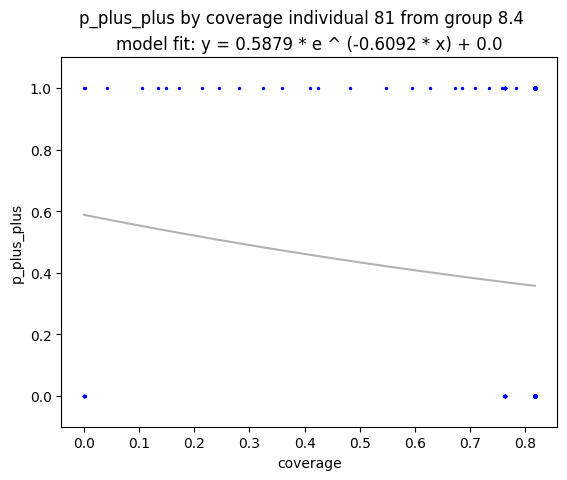 p_plus_plus by coverage individual 81 from group 8.4
model fit: y = 0.5879 * e ^ (-0.6092 * x) + 0.0
1.0
0.8
0.6
0.4
0.2
0.0
p_plus_plus
0.0 0.1 0.2 0.3 0.4 0.5 0.6 0.7 0.8
coverage